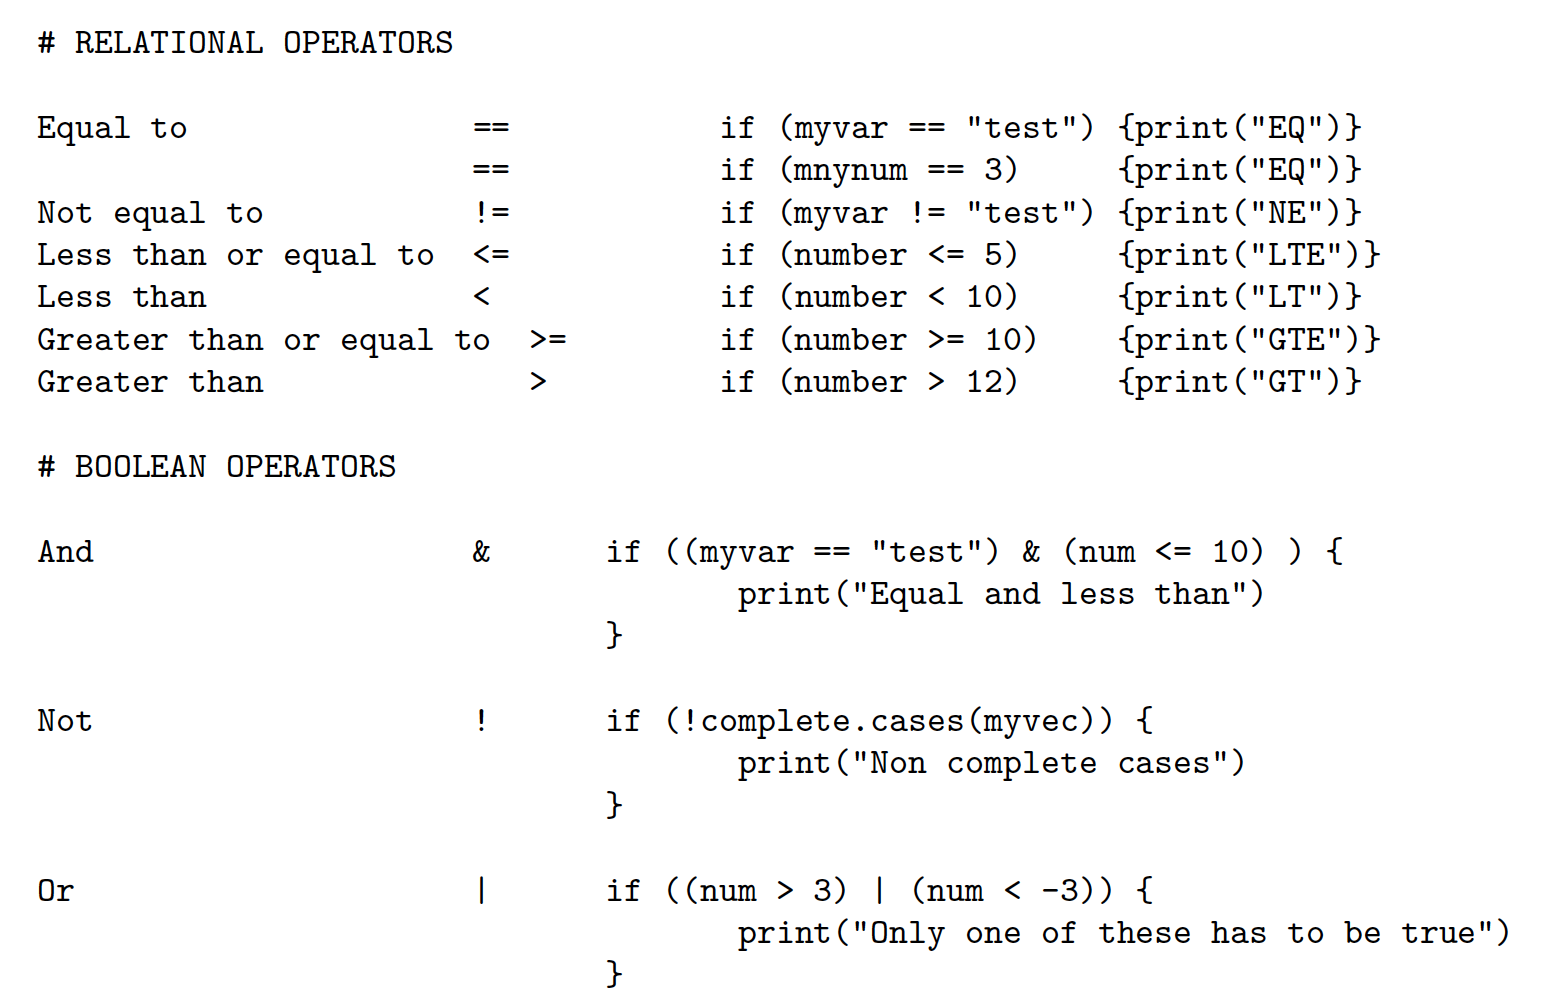 # RELATIONAL OPERATORS
Equal to               ==           if (myvar == "test") {print("EQ")}
                       ==           if (mnynum == 3)     {print("EQ")}
Not equal to           !=           if (myvar != "test") {print("NE")}
Less than or equal to  <=           if (number <= 5)     {print("LTE")}
Less than              <            if (number < 10)     {print("LT")}
Greater than or equal to  >=        if (number >= 10)    {print("GTE")}
Greater than              >         if (number > 12)     {print("GT")}
# BOOLEAN OPERATORS
And                    &      if ((myvar == "test") & (num <= 10) ) {
                                     print("Equal and less than")
                              }
Not                    !      if (!complete.cases(myvec)) {
                                     print("Non complete cases")
                              }
Or                     |      if ((num > 3) | (num < -3)) {
                                     print("Only one of these has to be true")
                              }